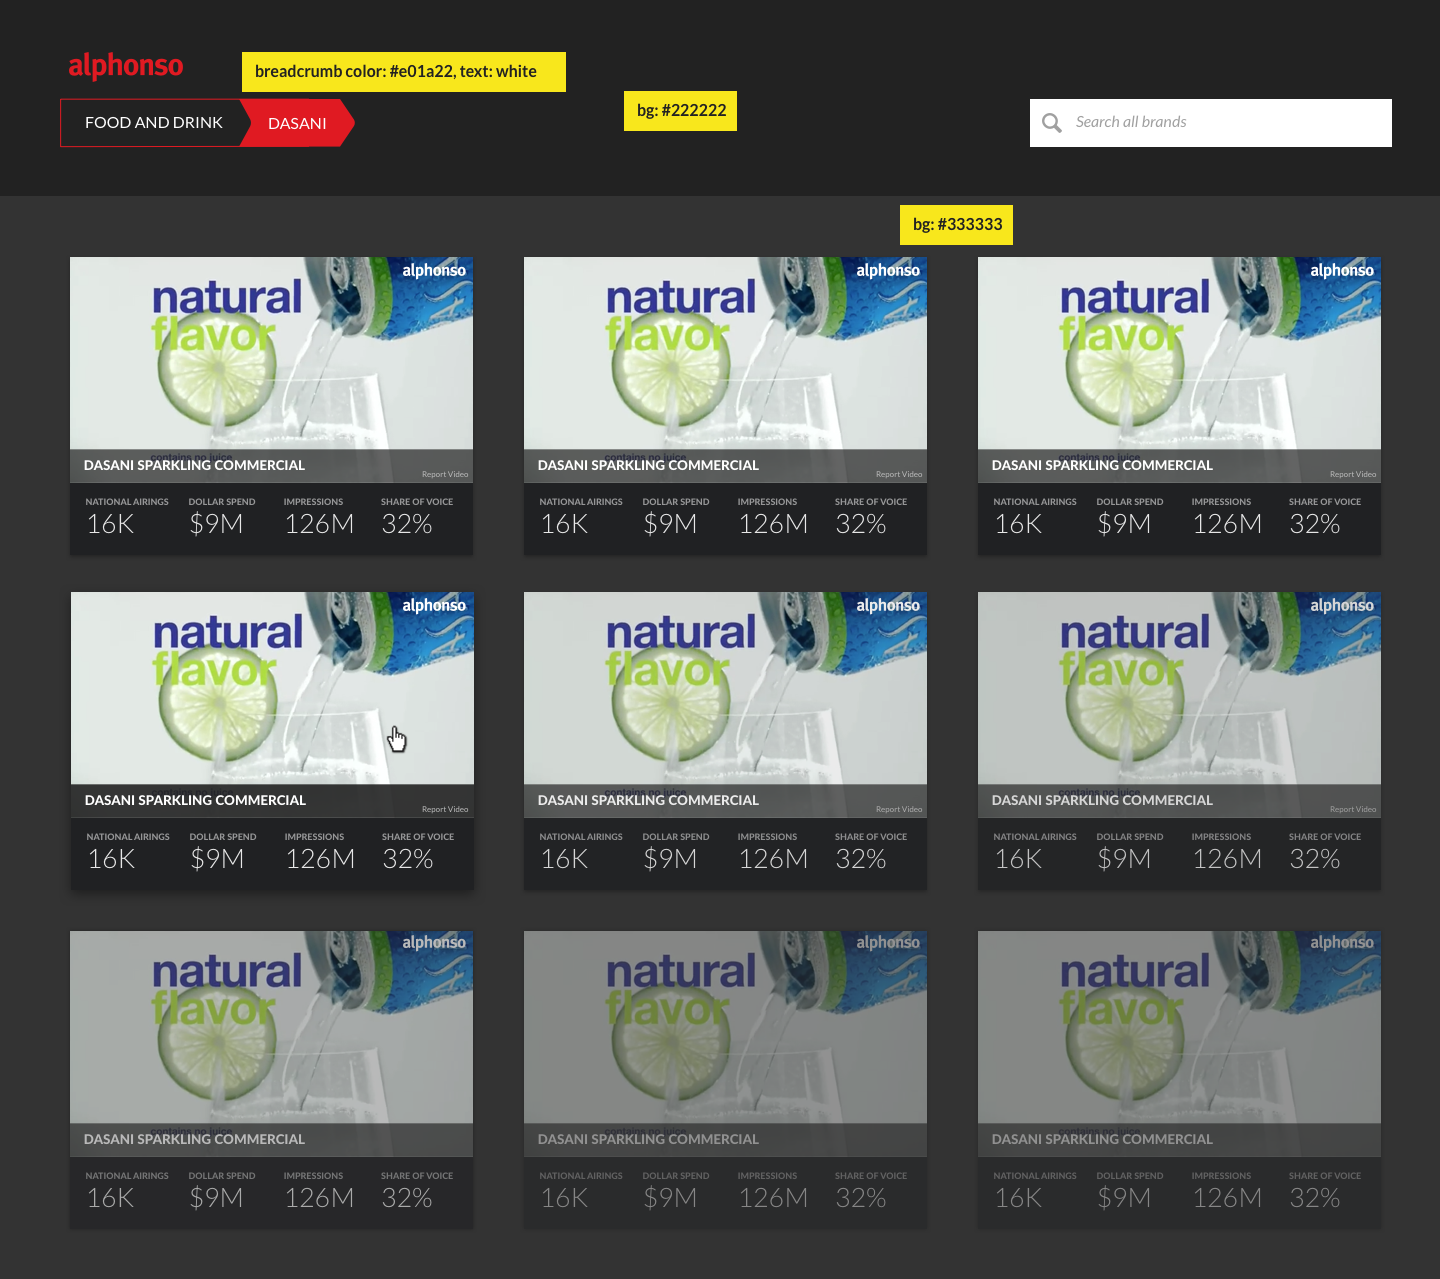 alphonso
breadcrumb color: #e01a22, text: white
bg: #222222
FOOD AND DRINK
DASANI
Search all brands
bg: #333333
alphonso
natural
flavor
contains no juice
DASANI SPARKLING COMMERCIAL
Report Video
NATIONAL AIRINGS DOLLAR SPEND IMPRESSIONS SHARE OF VOICE
16K $9M 126M 32%
alphonso
natural
flavor
contains no juice
DASANI SPARKLING COMMERCIAL
Report Video
NATIONAL AIRINGS DOLLAR SPEND IMPRESSIONS SHARE OF VOICE
16K $9M 126M 32%
alphonso
natural
flavor
contains no juice
DASANI SPARKLING COMMERCIAL
Report Video
NATIONAL AIRINGS DOLLAR SPEND IMPRESSIONS SHARE OF VOICE
16K $9M 126M 32%
alphonso
natural
flavor
contains no juice
DASANI SPARKLING COMMERCIAL
Report Video
NATIONAL AIRINGS DOLLAR SPEND IMPRESSIONS SHARE OF VOICE
16K $9M 126M 32%
alphonso
natural
flavor
contains no juice
DASANI SPARKLING COMMERCIAL
Report Video
NATIONAL AIRINGS DOLLAR SPEND IMPRESSIONS SHARE OF VOICE
16K $9M 126M 32%
alphonso
natural
flavor
contains no juice
DASANI SPARKLING COMMERCIAL
Report Video
NATIONAL AIRINGS DOLLAR SPEND IMPRESSIONS SHARE OF VOICE
16K $9M 126M 32%
alphonso
natural
flavor
contains no juice
DASANI SPARKLING COMMERCIAL
NATIONAL AIRINGS DOLLAR SPEND IMPRESSIONS SHARE OF VOICE
16K $9M 126M 32%
alphonso
natural
flavor
contains no juice
DASANI SPARKLING COMMERCIAL
NATIONAL AIRINGS DOLLAR SPEND IMPRESSIONS SHARE OF VOICE
16K $9M 126M 32%
alphonso
natural
flavor
contains no juice
DASANI SPARKLING COMMERCIAL
NATIONAL AIRINGS DOLLAR SPEND IMPRESSIONS SHARE OF VOICE
16K $9M 126M 32%